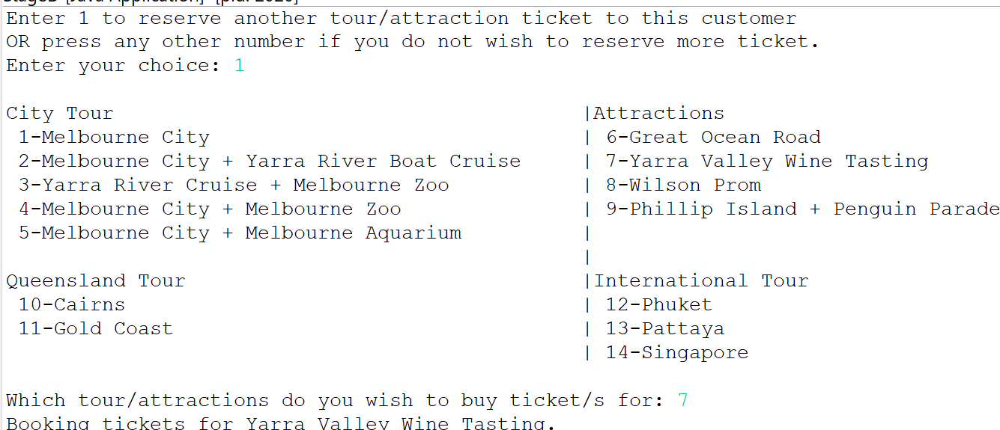 [Java Application]
Enter 1 to reserve another tour/attraction ticket to this customer
OR press any other number if you do not wish to reserve more ticket.
Enter your choice: 1
City Tour |Attractions
1-Melbourne City | 6-Great Ocean Road
2-Melbourne City + Yarra River Boat Cruise | 7-Yarra Valley Wine Tasting
3-Yarra River Cruise + Melbourne Zoo | 8-Wilson Prom
4-Melbourne City + Melbourne Zoo | 9-Phillip Island + Penguin Parade
5-Melbourne City + Melbourne Aquarium |
|
Queensland Tour |International Tour
10-Cairns | 12-Phuket
11-Gold Coast | 13-Pattaya
| 14-Singapore
Which tour/attractions do you wish to buy ticket/s for: 7
Booking tickets for Yarra Valley Wine Tasting.